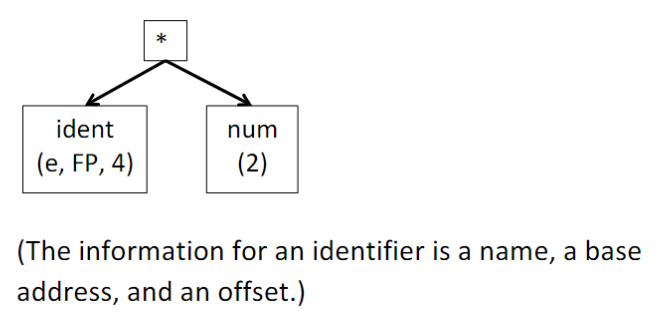 *
ident
(e, FP, 4)
num
(2)
(The information for an identifier is a name, a base
address, and an offset.)